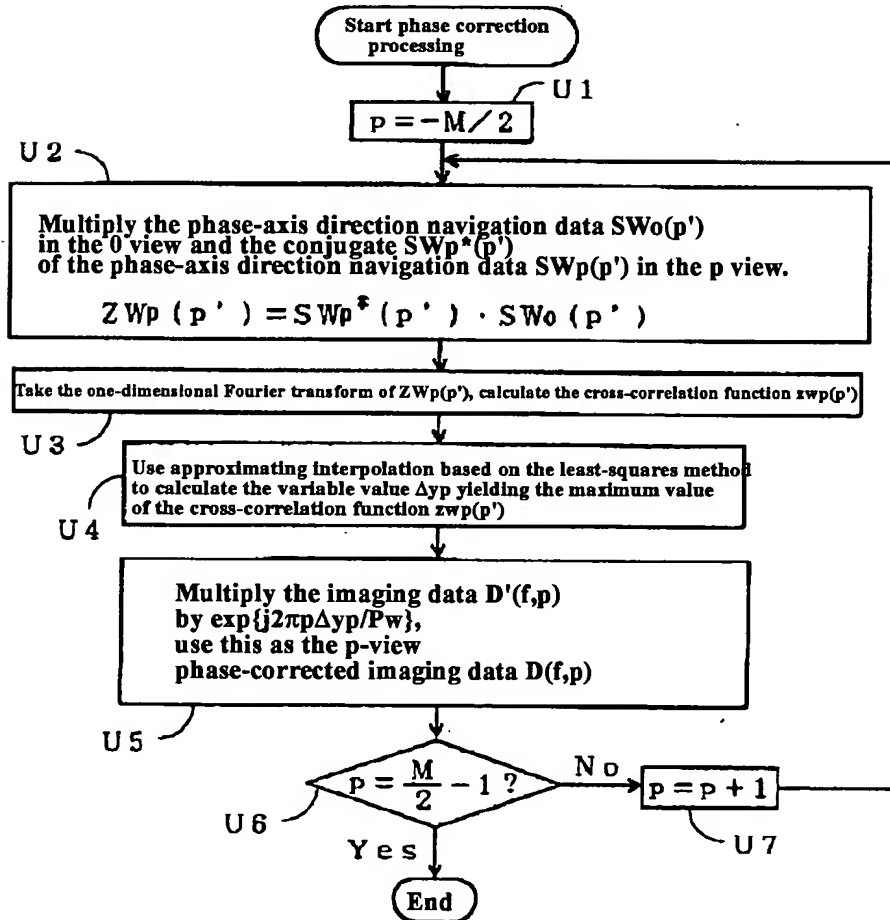 Start phase correction
processing
U1
p=-M/2
U2
Multiply the phase-axis direction navigation data SWo(p')
in the 0 view and the conjugate SWp*(p')
of the phase-axis direction navigation data SWp(p') in the p view.
ZWp(p')=SWp*(p')·SWo(p')
Take the one-dimensional Fourier transform of ZWp(p'), calculate the cross-correlation function zwp(p')
U3
Use approximating interpolation based on the least-squares method
to calculate the variable value Δyp yielding the maximum value
of the cross-correlation function zwp(p')
U4
Multiply the imaging data D'(f,p)
by exp{j2πpΔyp/Pw},
use this as the p-view
phase-corrected imaging data D(f,p)
U5
p=M/2-1?
No
p=p+1
U6
U7
Yes
End